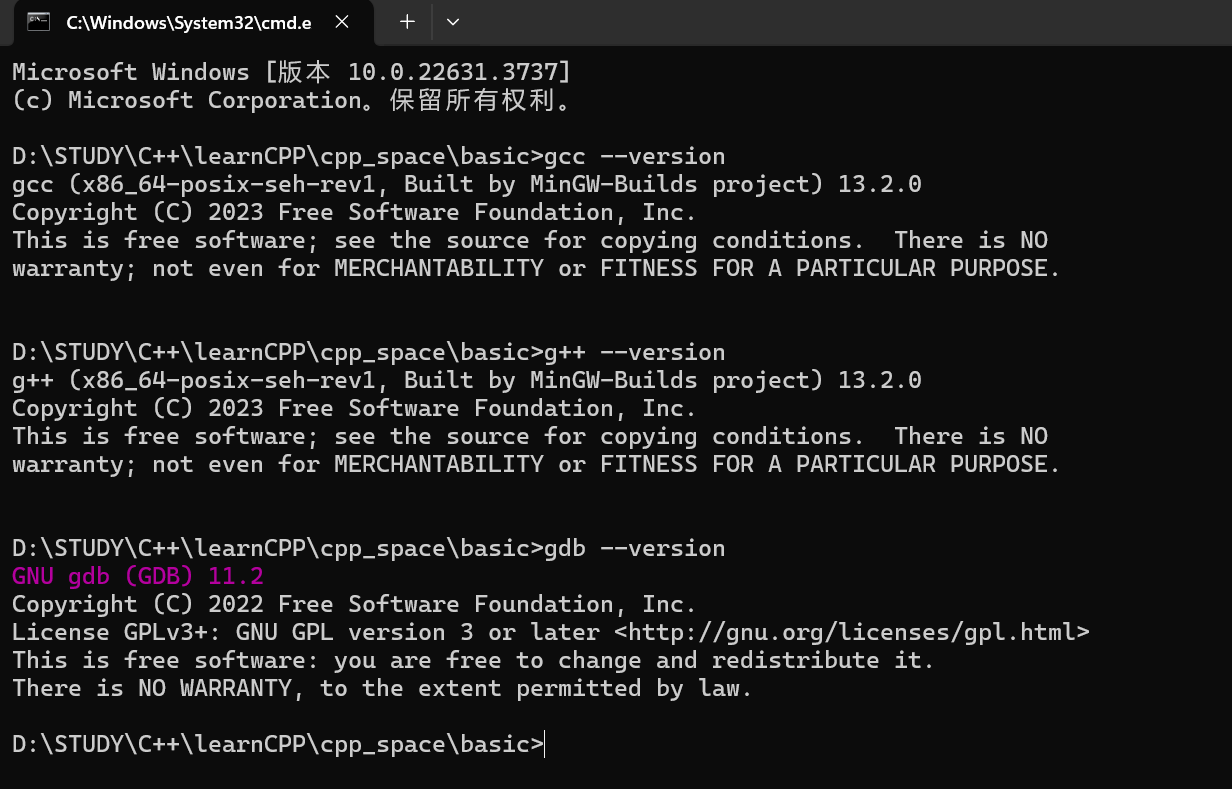 C:\Windows\System32\cmd.e
Microsoft Windows [版本 10.0.22631.3737]
(c) Microsoft Corporation。保留所有权利。
D:\STUDY\C++\learnCPP\cpp_space\basic>gcc --version
gcc (x86_64-posix-seh-rev1, Built by MinGW-Builds project) 13.2.0
Copyright (C) 2023 Free Software Foundation, Inc.
This is free software; see the source for copying conditions.  There is NO
warranty; not even for MERCHANTABILITY or FITNESS FOR A PARTICULAR PURPOSE.
D:\STUDY\C++\learnCPP\cpp_space\basic>g++ --version
g++ (x86_64-posix-seh-rev1, Built by MinGW-Builds project) 13.2.0
Copyright (C) 2023 Free Software Foundation, Inc.
This is free software; see the source for copying conditions.  There is NO
warranty; not even for MERCHANTABILITY or FITNESS FOR A PARTICULAR PURPOSE.
D:\STUDY\C++\learnCPP\cpp_space\basic>gdb --version
GNU gdb (GDB) 11.2
Copyright (C) 2022 Free Software Foundation, Inc.
License GPLv3+: GNU GPL version 3 or later <http://gnu.org/licenses/gpl.html>
This is free software: you are free to change and redistribute it.
There is NO WARRANTY, to the extent permitted by law.
D:\STUDY\C++\learnCPP\cpp_space\basic>